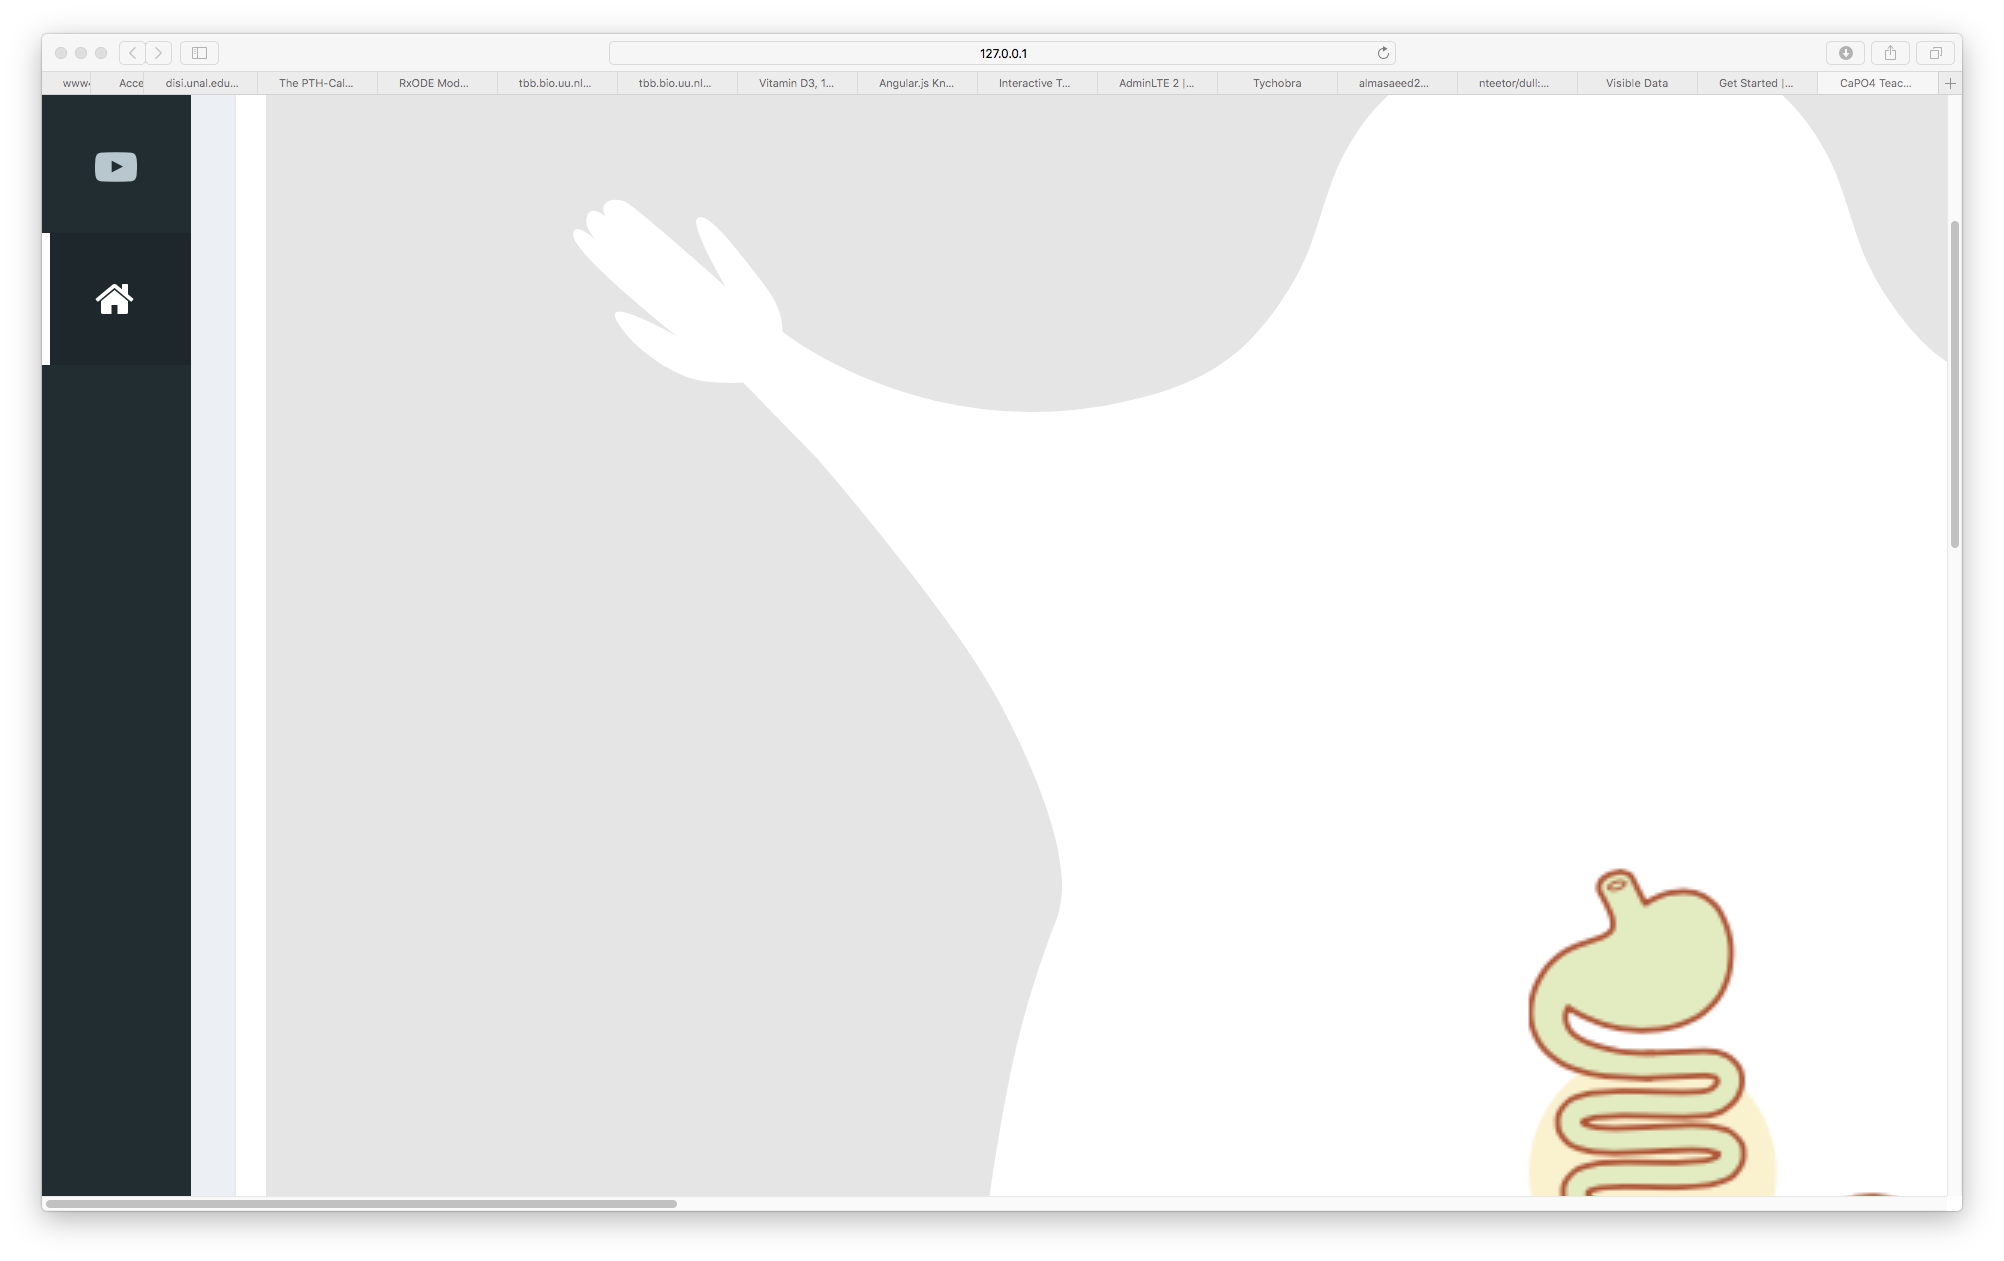 127.0.0.1
www
Acce
disi.unal.edu...
The PTH-Cal...
RxODE Mod...
tbb.bio.uu.nl...
tbb.bio.uu.nl...
Vitamin D3, 1...
Angular.js Kn...
Interactive T...
AdminLTE 2 |...
Tychobra
almasaeed2...
nteetor/dull:...
Visible Data
Get Started |...
CaPO4 Teac...